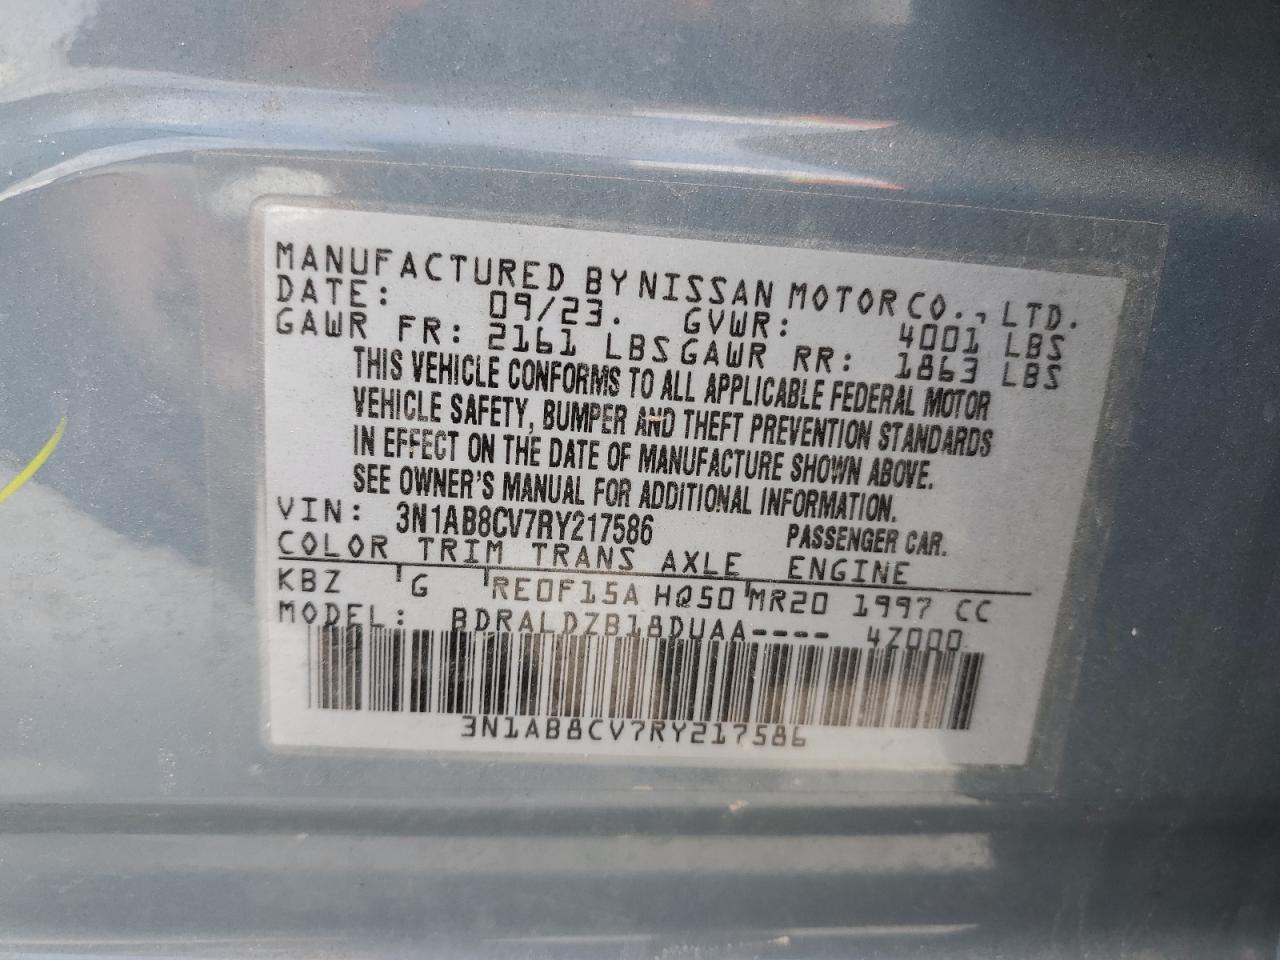 MANUFACTURED BY NISSAN MOTOR CO., LTD.
DATE: 09/23. GVWR: 4001 LBS
GAWR FR: 2161 LBS GAWR RR: 1863 LBS
THIS VEHICLE CONFORMS TO ALL APPLICABLE FEDERAL MOTOR
VEHICLE SAFETY, BUMPER AND THEFT PREVENTION STANDARDS
IN EFFECT ON THE DATE OF MANUFACTURE SHOWN ABOVE.
SEE OWNER'S MANUAL FOR ADDITIONAL INFORMATION.
VIN: 3N1AB8CV7RY217586 PASSENGER CAR.
COLOR TRIM TRANS AXLE ENGINE
KBZ G RE0F15A HQ50 MR20 1997 CC
MODEL: BDRALDZB18DUAA---- 4Z000
3N1AB8CV7RY217586